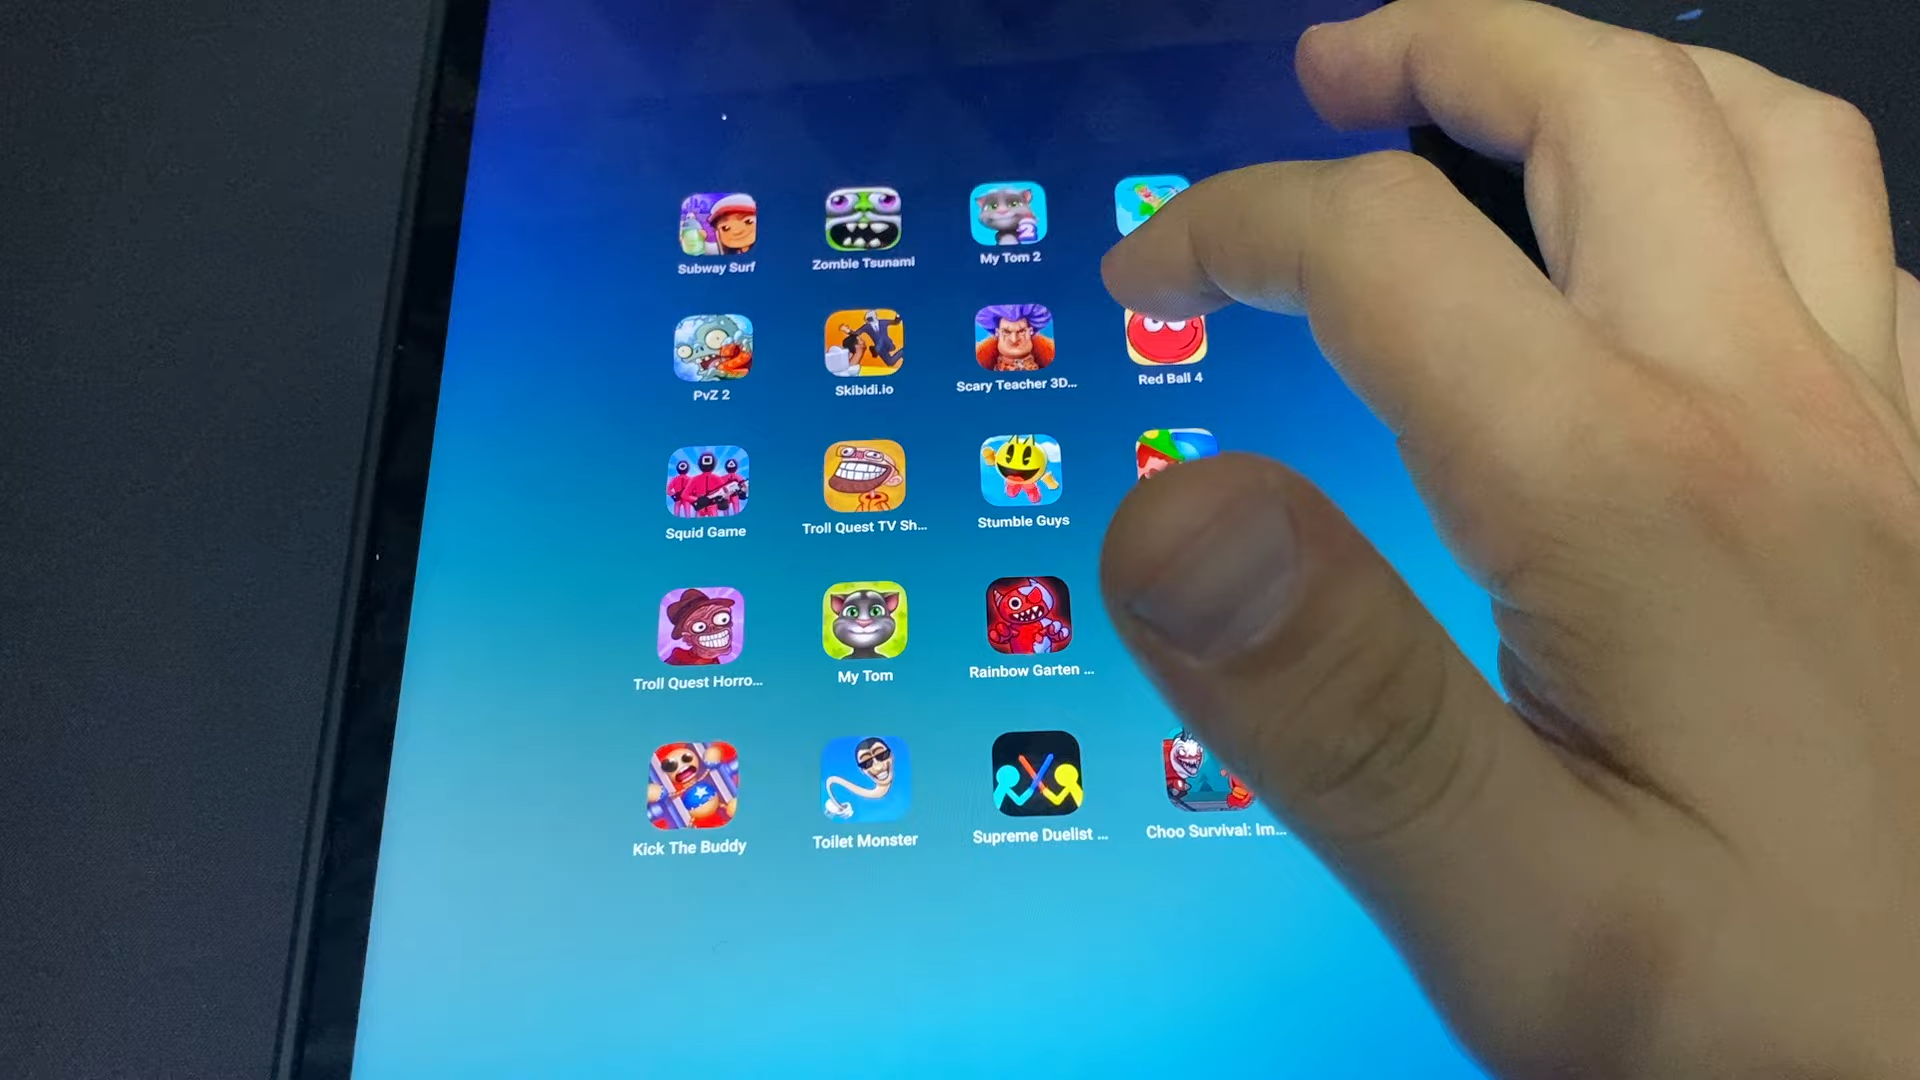 Subway Surf
Zombie Tsunami
My Tom 2
PvZ 2
Skibidi.io
Scary Teacher 3D...
Red Ball 4
Squid Game
Troll Quest TV Sh...
Stumble Guys
Troll Quest Horro...
My Tom
Rainbow Garten ...
Kick The Buddy
Toilet Monster
Supreme Duelist ...
Choo Survival: Im...